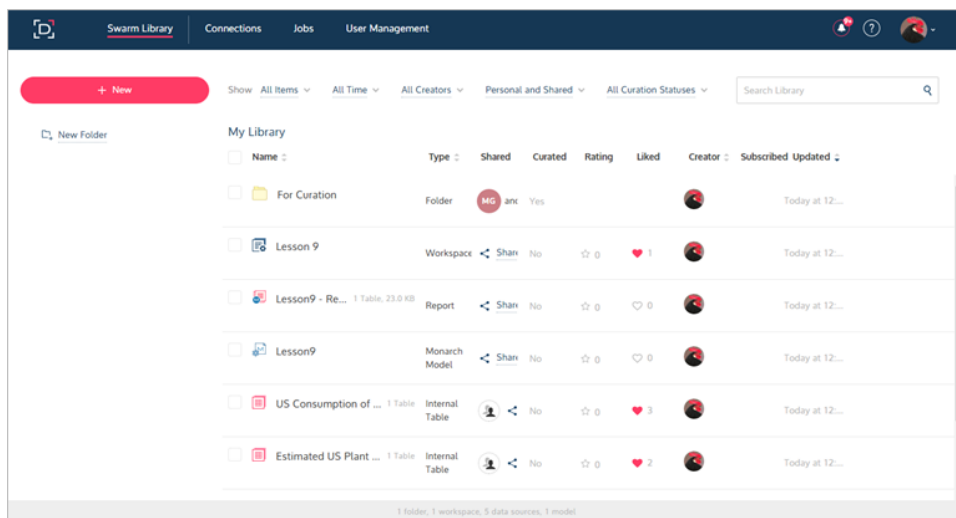 Swarm Library Connections Jobs User Management 9+ ?
+ New
Show All Items All Time All Creators Personal and Shared All Curation Statuses Search Library
New Folder
My Library
Name Type Shared Curated Rating Liked Creator Subscribed Updated
For Curation Folder MG and Yes Today at 12:...
Lesson 9 Workspace Share No 0 1 Today at 12:...
Lesson9 - Re... 1 Table, 23.0 KB Report Share No 0 0 Today at 12:...
Lesson9 Monarch Model Share No 0 0 Today at 12:...
US Consumption of ... 1 Table Internal Table No 0 3 Today at 12:...
Estimated US Plant ... 1 Table Internal Table No 0 2 Today at 12:...
1 folder, 1 workspace, 5 data sources, 1 model